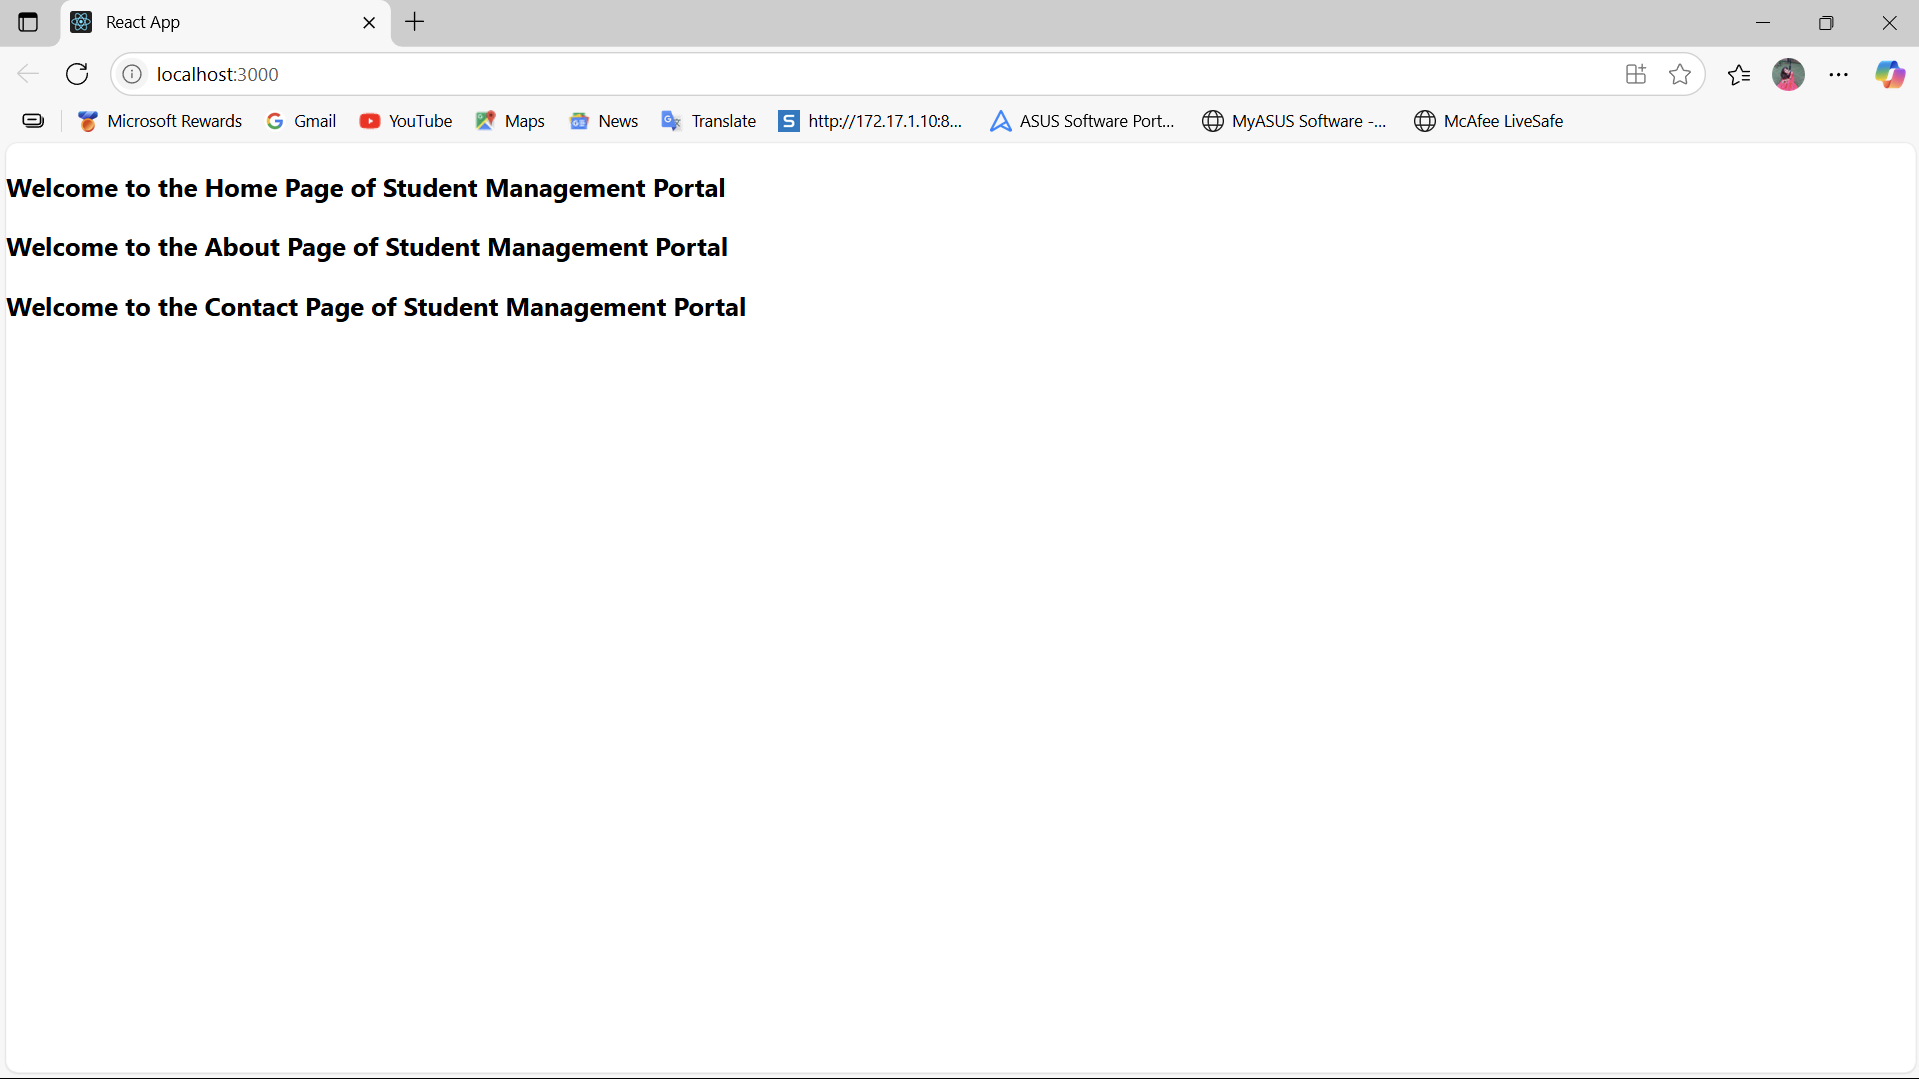 React App
localhost:3000
Microsoft Rewards Gmail YouTube Maps News Translate S http://172.17.1.10:8... ASUS Software Port... MyASUS Software -... McAfee LiveSafe
Welcome to the Home Page of Student Management Portal
Welcome to the About Page of Student Management Portal
Welcome to the Contact Page of Student Management Portal